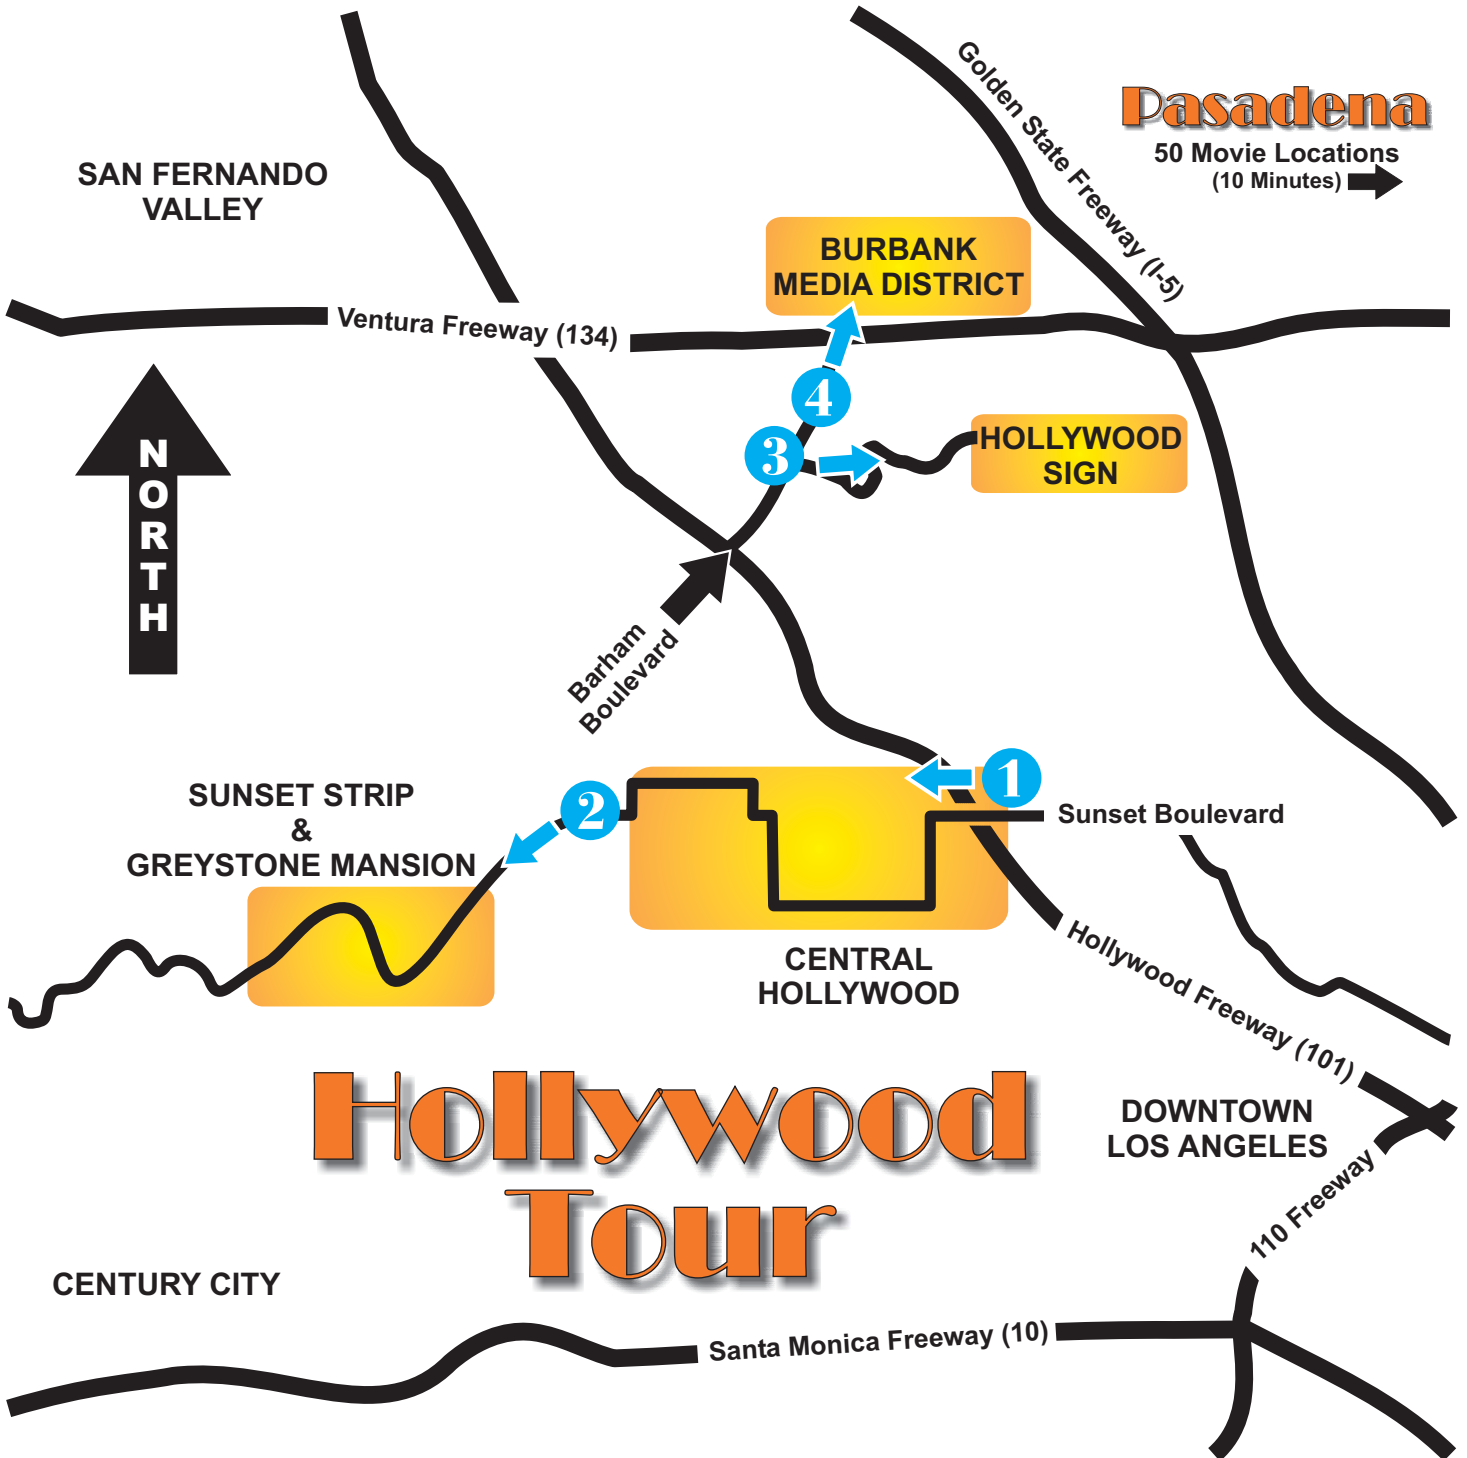 Golden State Freeway (I-5)
Pasadena
50 Movie Locations
(10 Minutes)
SAN FERNANDO
VALLEY
BURBANK
MEDIA DISTRICT
Ventura Freeway (134)
4
3
HOLLYWOOD
SIGN
NORTH
Barham
Boulevard
1
Sunset Boulevard
2
SUNSET STRIP
&
GREYSTONE MANSION
CENTRAL
HOLLYWOOD
Hollywood Freeway (101)
Hollywood
Tour
DOWNTOWN
LOS ANGELES
110 Freeway
CENTURY CITY
Santa Monica Freeway (10)